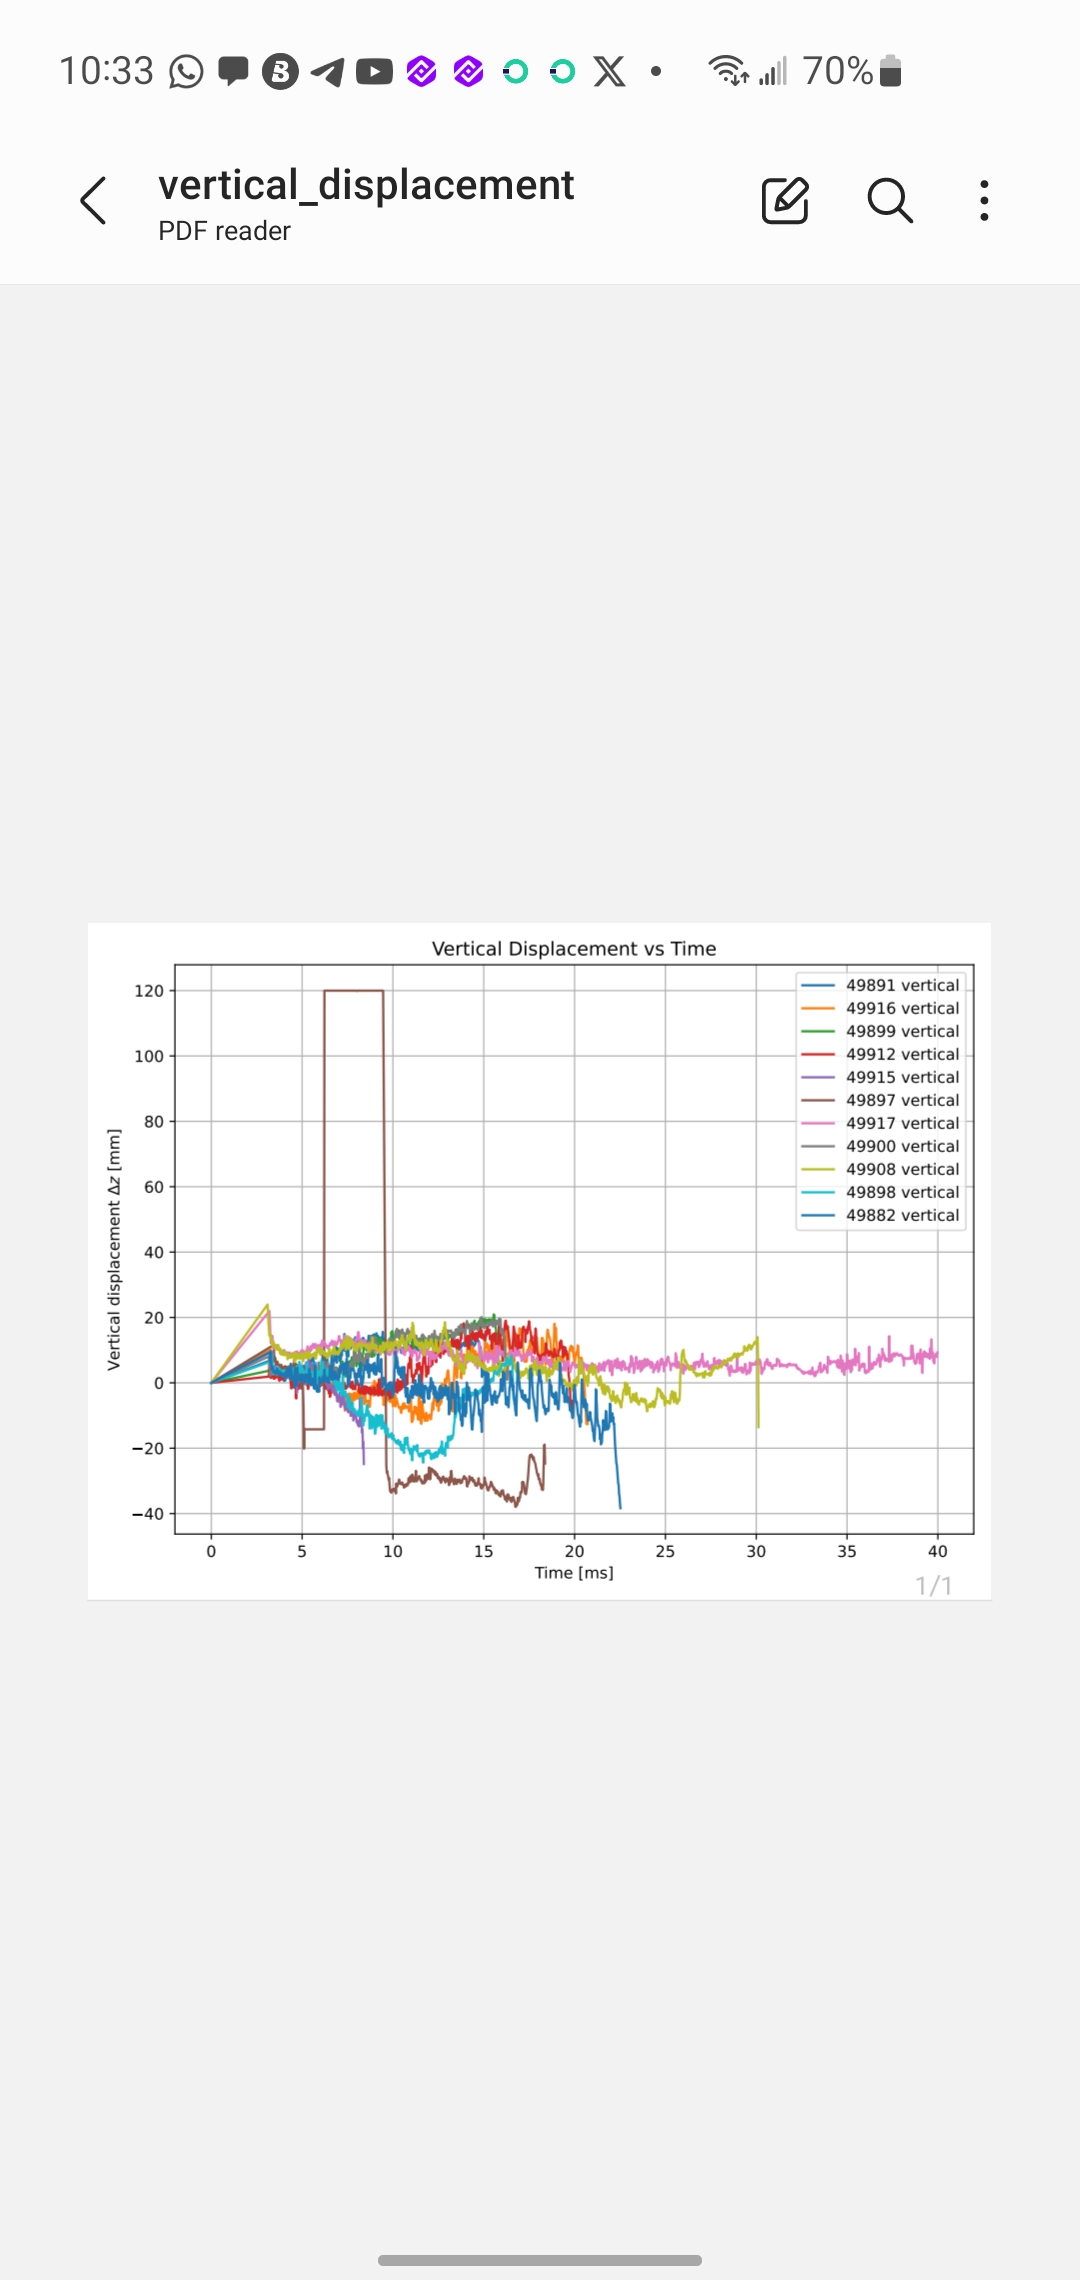 10:33 70%
vertical_displacement
PDF reader
Vertical Displacement vs Time
Vertical displacement Δz [mm]
120
100
80
60
40
20
0
−20
−40
49891 vertical
49916 vertical
49899 vertical
49912 vertical
49915 vertical
49897 vertical
49917 vertical
49900 vertical
49908 vertical
49898 vertical
49882 vertical
0 5 10 15 20 25 30 35 40
Time [ms]
1/1